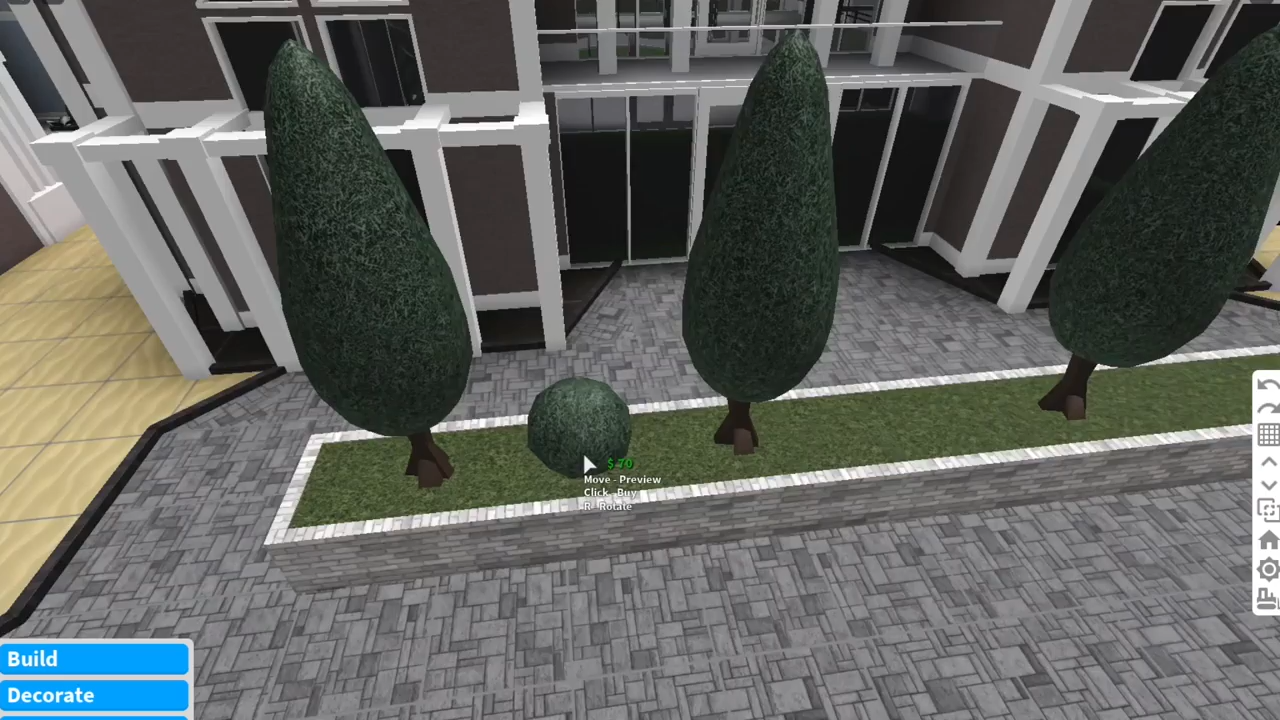 $ 70
Move - Preview
Click - Buy
R - Rotate
Build
Decorate